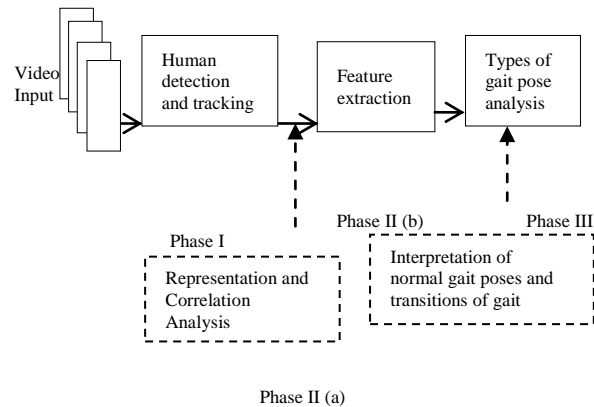 Video
Input
Human
detection
and tracking
Feature
extraction
Types of
gait pose
analysis
Phase I
Phase II (b)
Phase III
Representation and
Correlation
Analysis
Interpretation of
normal gait poses and
transitions of gait
Phase II (a)